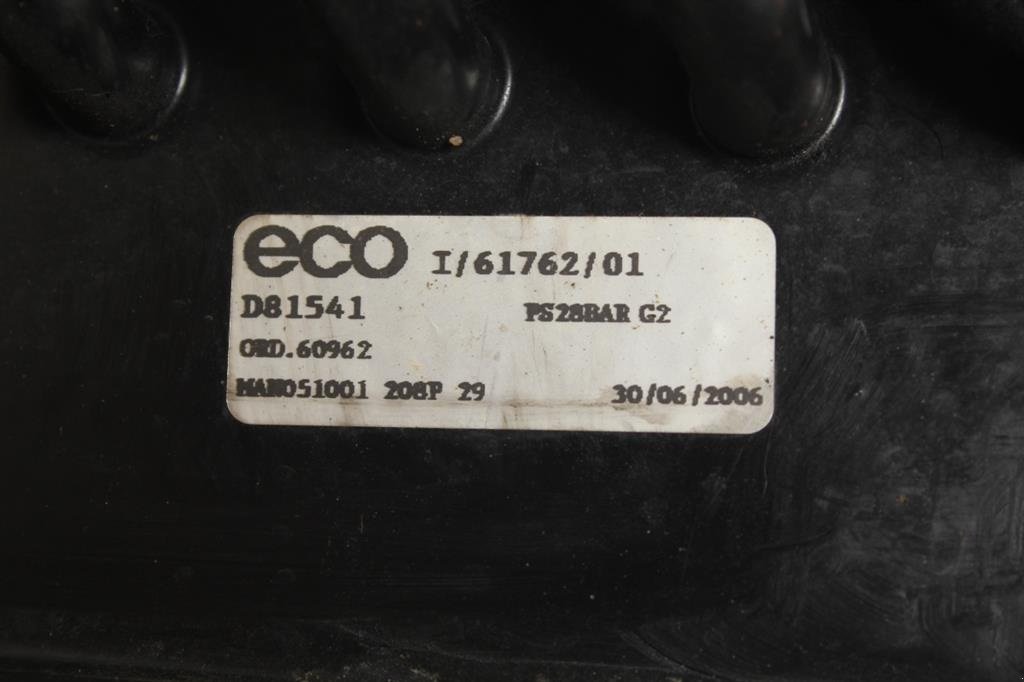 eco I/61762/01
D81541 PS28BAR G2
ORD.60962
MAN051001 208P 29 30/06/2006